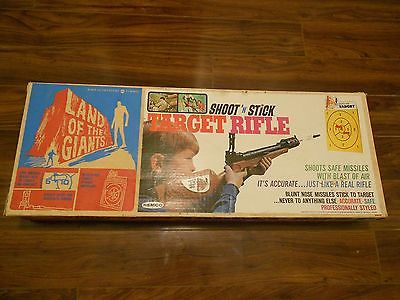 LAND
OF THE
GIANTS
SHOOT 'N STICK
TARGET RIFLE
TARGET
SHOOTS SAFE MISSILES
WITH BLAST OF AIR
IT'S ACCURATE...JUST LIKE A REAL RIFLE
BLUNT NOSE MISSILES STICK TO TARGET
...NEVER TO ANYTHING ELSE-ACCURATE-SAFE
PROFESSIONALLY STYLED
REMCO